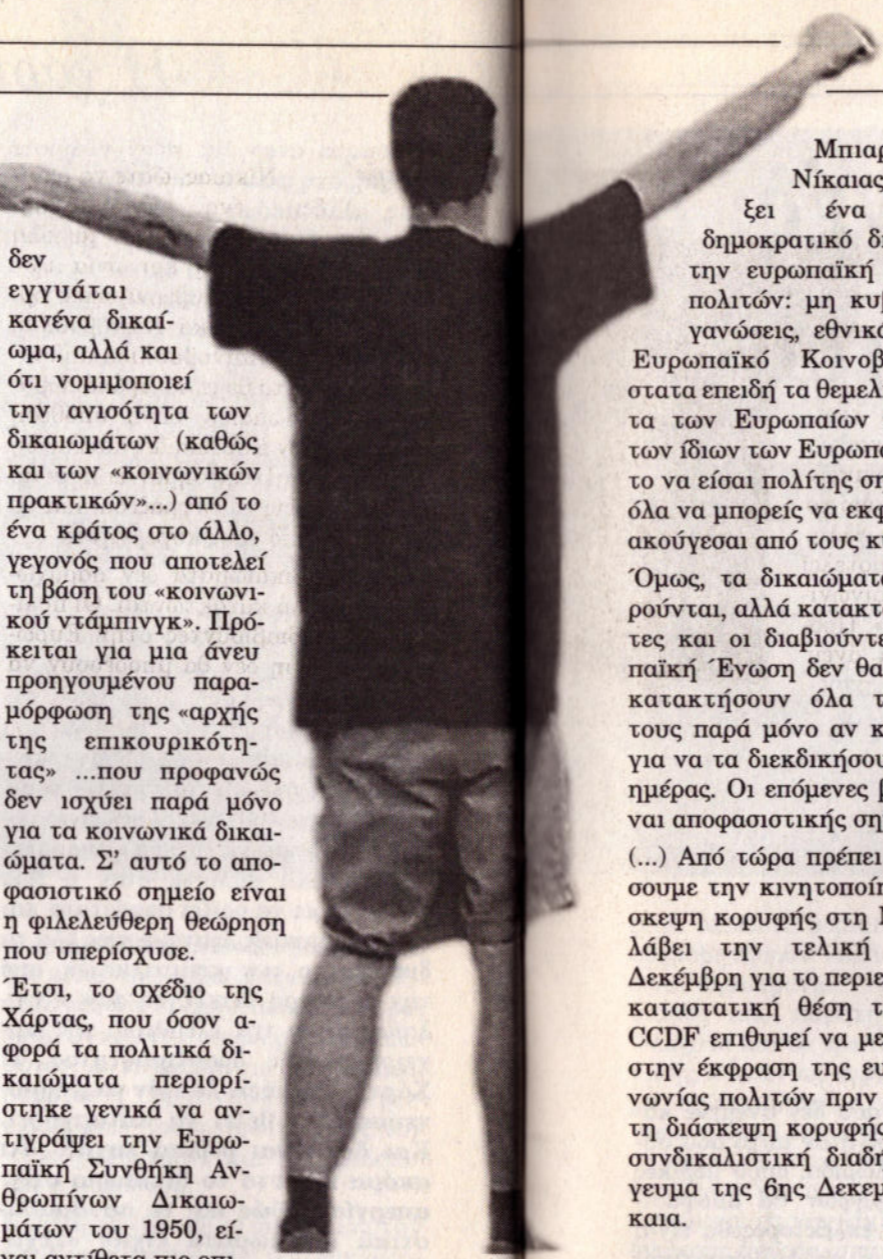 δεν
εγγυάται
κανένα δικαί-
ωμα, αλλά και
ότι νομιμοποιεί
την ανισότητα των
δικαιωμάτων (καθώς
και των «κοινωνικών
πρακτικών»...) από το
ένα κράτος στο άλλο,
γεγονός που αποτελεί
τη βάση του «κοινωνι-
κού ντάμπινγκ». Πρό-
κειται για μια άνευ
προηγουμένου παρα-
μόρφωση της «αρχής
της επικουρικότη-
τας» ...που προφανώς
δεν ισχύει παρά μόνο
για τα κοινωνικά δικαι-
ώματα. Σ' αυτό το απο-
φασιστικό σημείο είναι
η φιλελεύθερη θεώρηση
που υπερίσχυσε.
Έτσι, το σχέδιο της
Χάρτας, που όσον α-
φορά τα πολιτικά δι-
καιώματα περιορί-
στηκε γενικά να αν-
τιγράψει την Ευρω-
παϊκή Συνθήκη Αν-
θρωπίνων Δικαιω-
μάτων του 1950, εί-
ναι αντίθετα πιο επι-
Μπιαρ
Νίκαιας
ξει ένα
δημοκρατικό δι
την ευρωπαϊκή
πολιτών: μη κυβ
γανώσεις, εθνικο
Ευρωπαϊκό Κοινοβ
στατα επειδή τα θεμελ
τα των Ευρωπαίων
των ίδιων των Ευρωπα
το να είσαι πολίτης ση
όλα να μπορείς να εκφ
ακούγεσαι από τους κυ
Όμως, τα δικαιώματα
ρούνται, αλλά κατακτ
τες και οι διαβιούντε
παϊκή Ένωση δεν θα
κατακτήσουν όλα τ
τους παρά μόνο αν κ
για να τα διεκδικήσου
ημέρας. Οι επόμενες β
ναι αποφασιστικής ση
(...) Από τώρα πρέπει
σουμε την κινητοποίη
σκεψη κορυφής στη Ν
λάβει την τελική
Δεκέμβρη για το περιε
καταστατική θέση τ
CCDF επιθυμεί να με
στην έκφραση της ευ
νωνίας πολιτών πριν
τη διάσκεψη κορυφής
συνδικαλιστική διαδή
γευμα της 6ης Δεκεμ
καια.